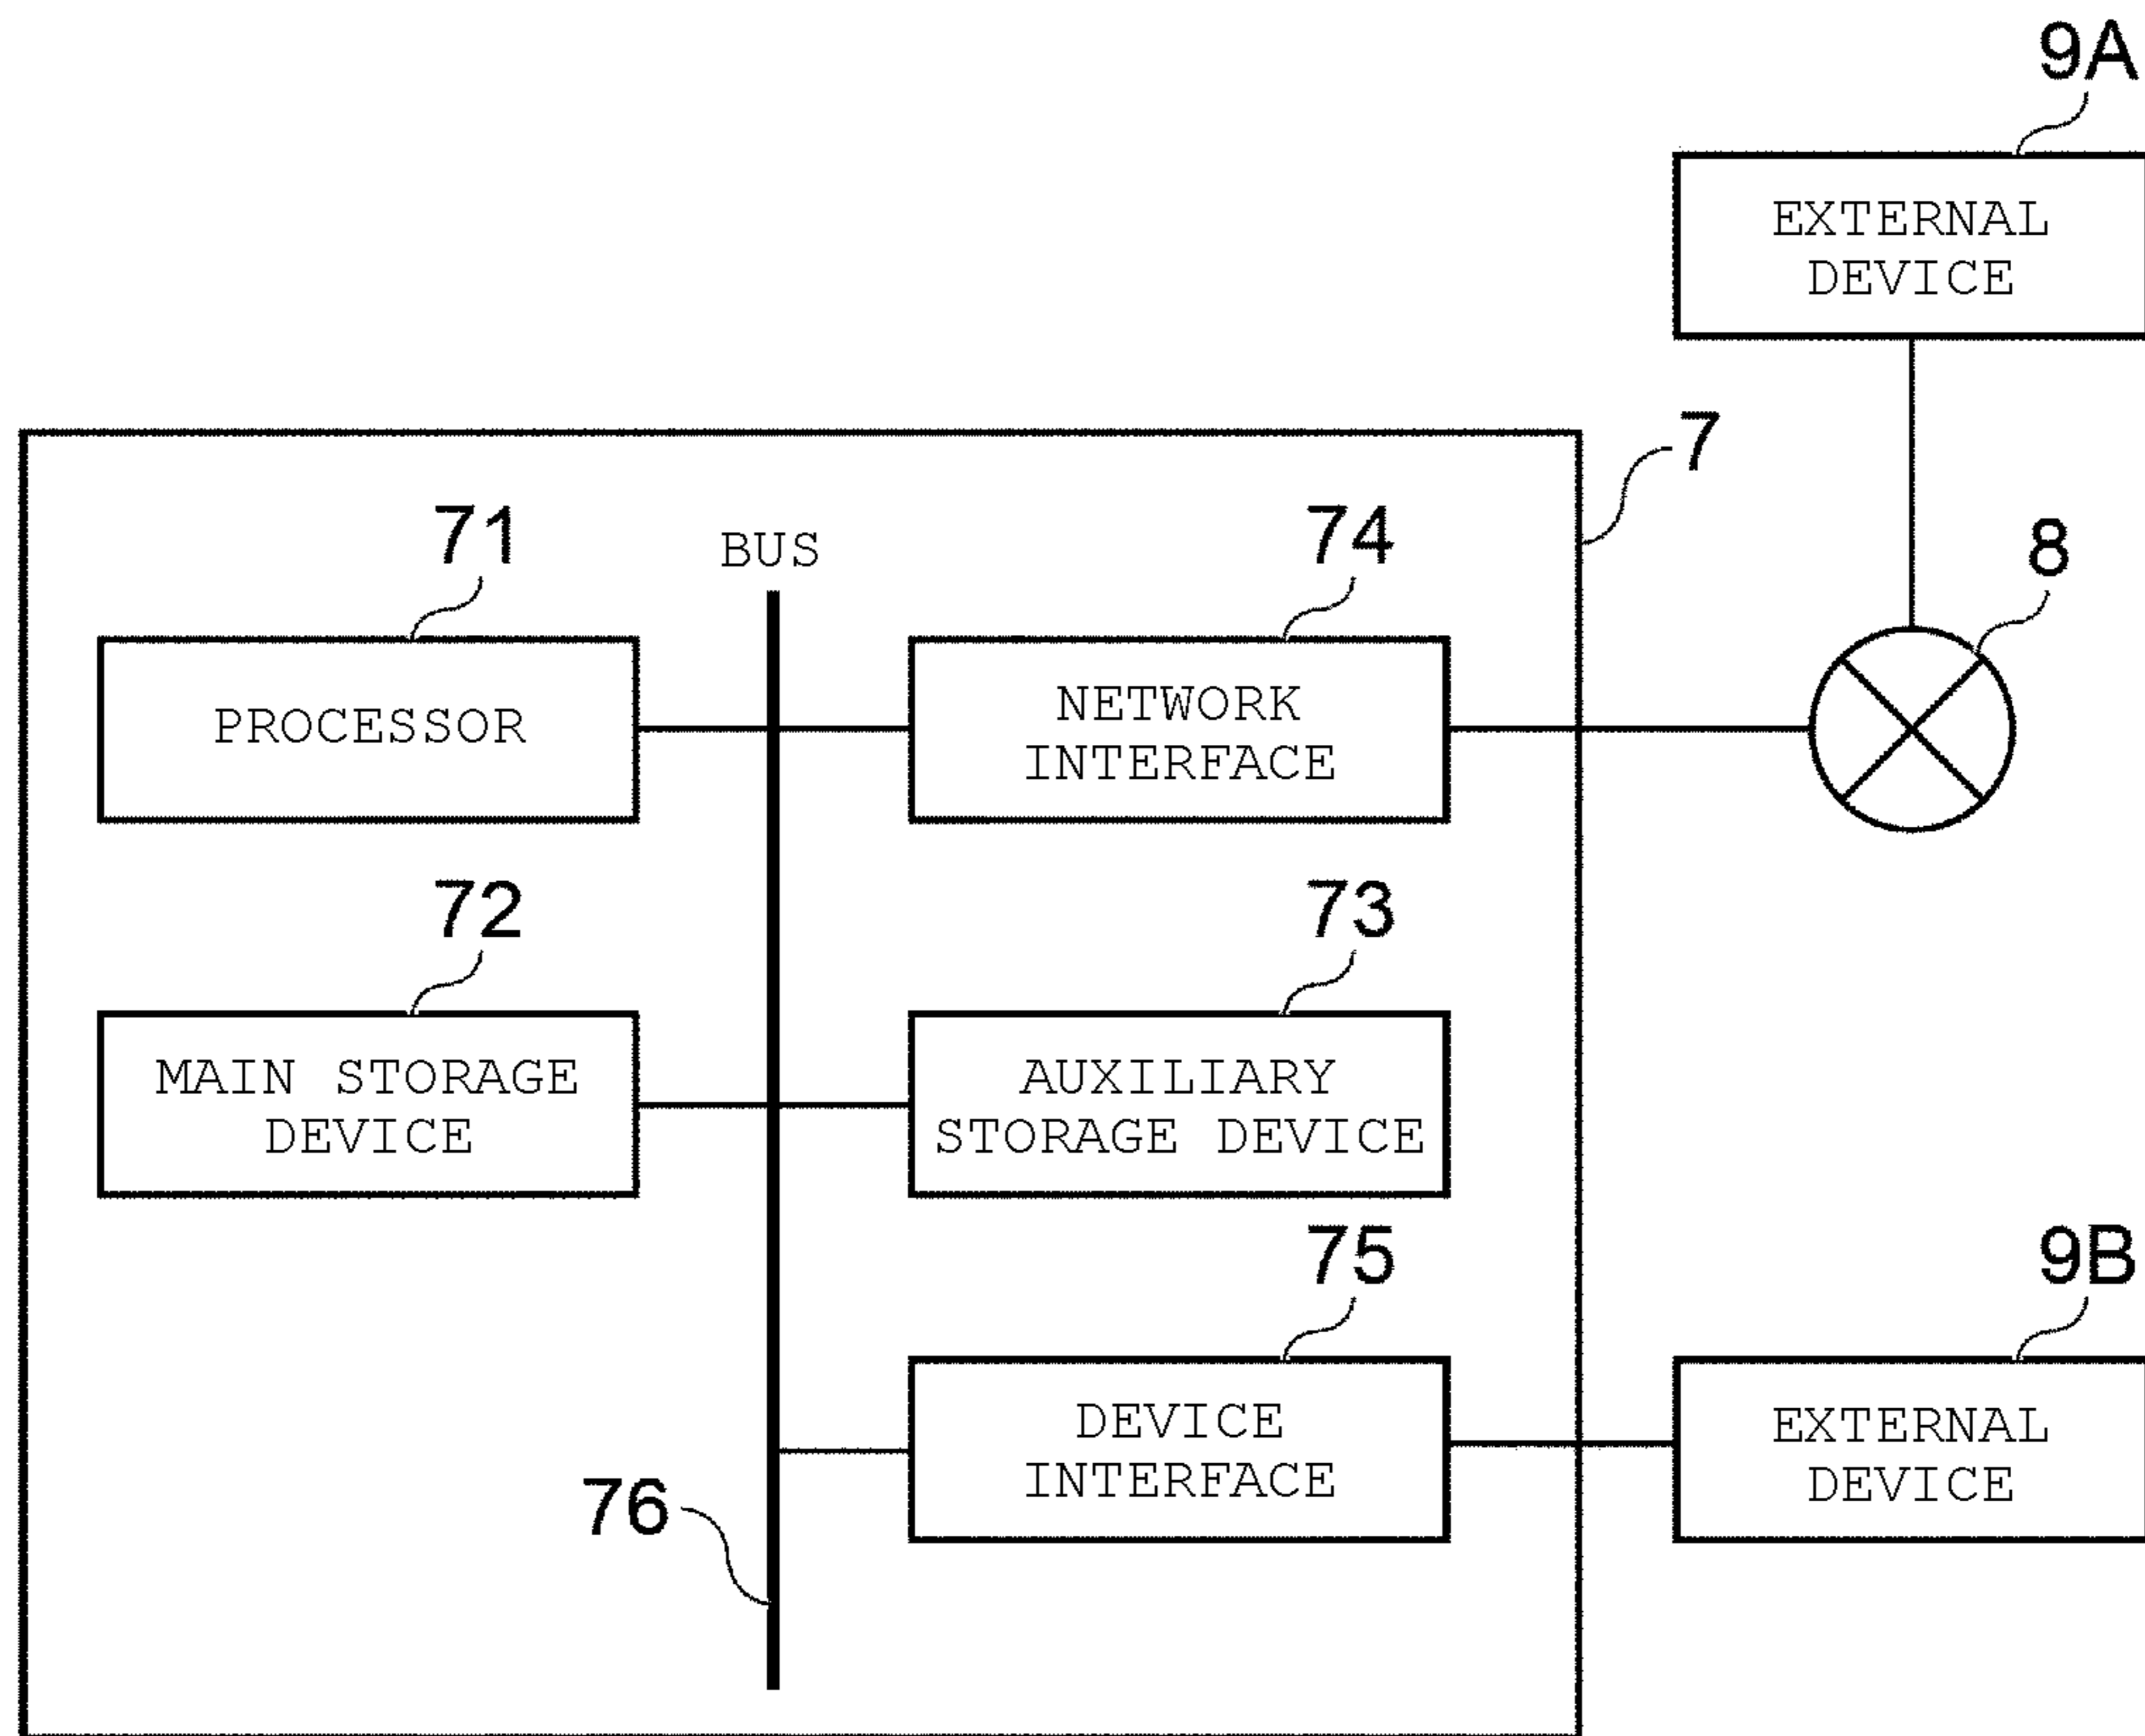 9A
EXTERNAL
DEVICE
7
8
71
BUS
74
PROCESSOR
NETWORK
INTERFACE
72
73
MAIN STORAGE
DEVICE
AUXILIARY
STORAGE DEVICE
75
9B
DEVICE
INTERFACE
EXTERNAL
DEVICE
76